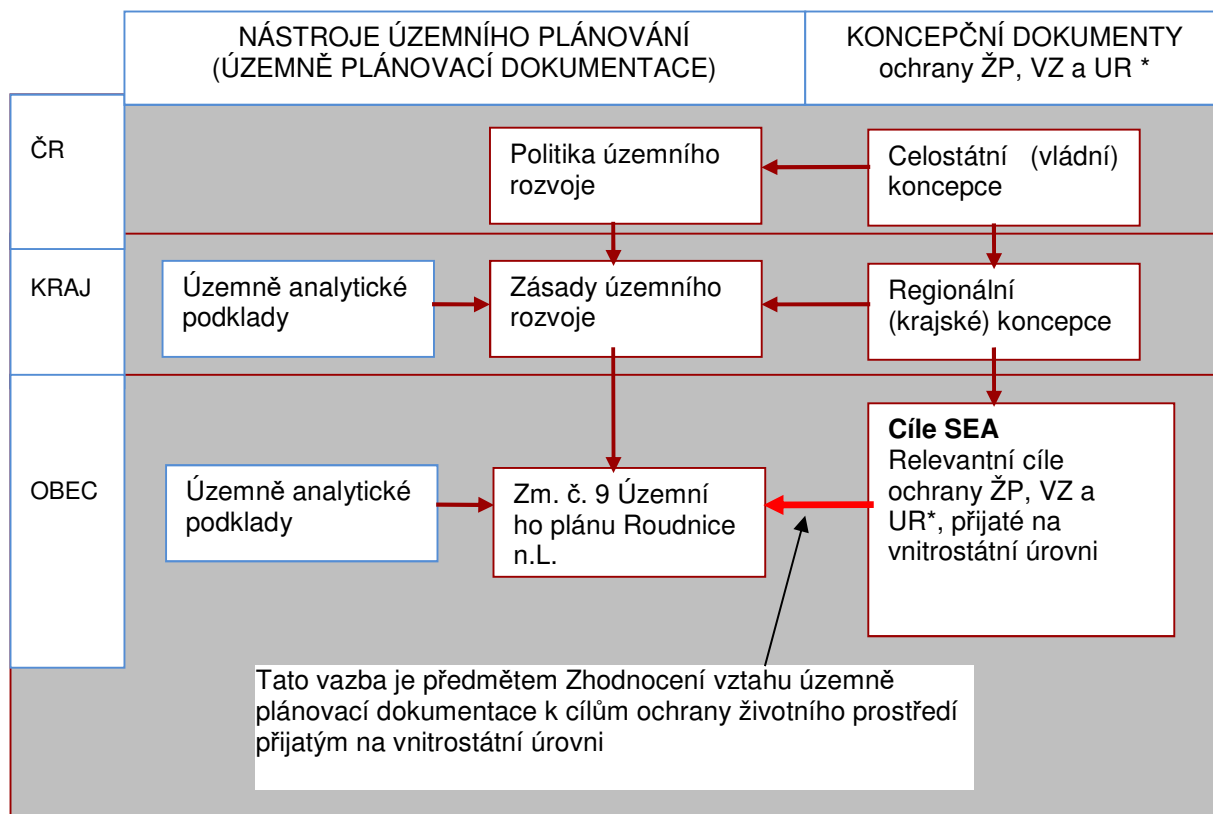 NÁSTROJE ÚZEMNÍHO PLÁNOVÁNÍ
(ÚZEMNĚ PLÁNOVACÍ DOKUMENTACE)
KONCEPČNÍ DOKUMENTY
ochrany ŽP, VZ a UR *
ČR
Politika územního
rozvoje
Celostátní (vládní)
koncepce
KRAJ
Územně analytické
podklady
Zásady územního
rozvoje
Regionální
(krajské) koncepce
OBEC
Územně analytické
podklady
Zm. č. 9 Územní
ho plánu Roudnice
n.L.
Cíle SEA
Relevantní cíle
ochrany ŽP, VZ a
UR*, přijaté na
vnitrostátní úrovni
Tato vazba je předmětem Zhodnocení vztahu územně
plánovací dokumentace k cílům ochrany životního prostředí
přijatým na vnitrostátní úrovni